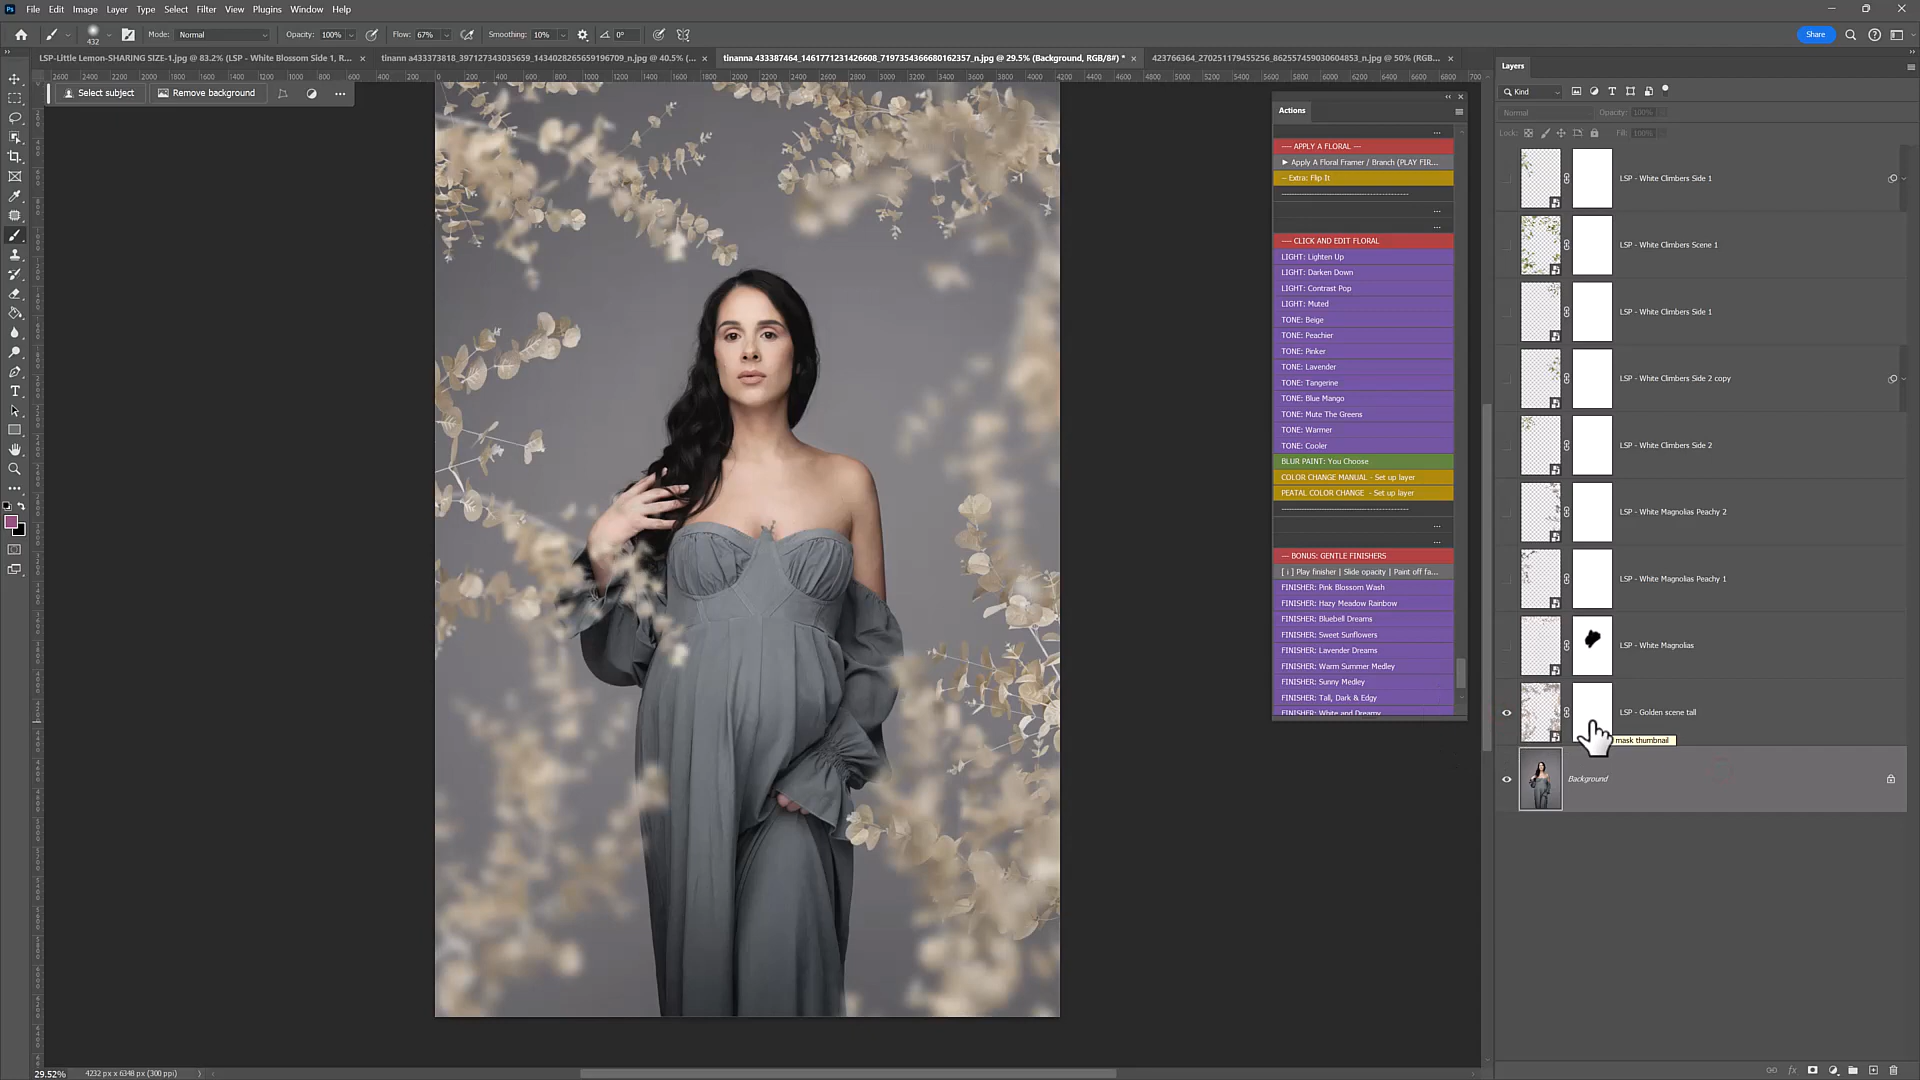 File Edit Image Layer Type Select Filter View Plugins Window Help
432 Mode: Normal Opacity: 100% Flow: 67% Smoothing: 10% 0° Share
LSP-Little Lemon-SHARING SIZE-1.jpg @ 83.2% (LSP - White Blossom Side 1, R... ×
tinann a433373818_397127343035659_1434028265659196709_n.jpg @ 40.5% (... ×
tinanna 433387464_1461771231426608_7197354366680162357_n.jpg @ 29.5% (Background, RGB/8#) * ×
423766364_270251179455256_862557459030604853_n.jpg @ 50% (RGB... ×
Select subject Remove background ...
Actions
...
---- APPLY A FLORAL ---
► Apply A Floral Framer / Branch (PLAY FIR...
-- Extra: Flip It
...
...
---- CLICK AND EDIT FLORAL
LIGHT: Lighten Up
LIGHT: Darken Down
LIGHT: Contrast Pop
LIGHT: Muted
TONE: Beige
TONE: Peachier
TONE: Pinker
TONE: Lavender
TONE: Tangerine
TONE: Blue Mango
TONE: Mute The Greens
TONE: Warmer
TONE: Cooler
BLUR PAINT: You Choose
COLOR CHANGE MANUAL - Set up layer
PEATAL COLOR CHANGE - Set up layer
...
...
--- BONUS: GENTLE FINISHERS
[ i ] Play finisher | Slide opacity | Paint off fa...
FINISHER: Pink Blossom Wash
FINISHER: Hazy Meadow Rainbow
FINISHER: Bluebell Dreams
FINISHER: Sweet Sunflowers
FINISHER: Lavender Dreams
FINISHER: Warm Summer Medley
FINISHER: Sunny Medley
FINISHER: Tall, Dark & Edgy
FINISHER: White and Dreamy
Layers
Kind
Normal Opacity: 100%
Lock: Fill: 100%
LSP - White Climbers Side 1
LSP - White Climbers Scene 1
LSP - White Climbers Side 1
LSP - White Climbers Side 2 copy
LSP - White Climbers Side 2
LSP - White Magnolias Peachy 2
LSP - White Magnolias Peachy 1
LSP - White Magnolias
LSP - Golden scene tall
mask thumbnail
Background
29.52% 4232 px x 6348 px (300 ppi)